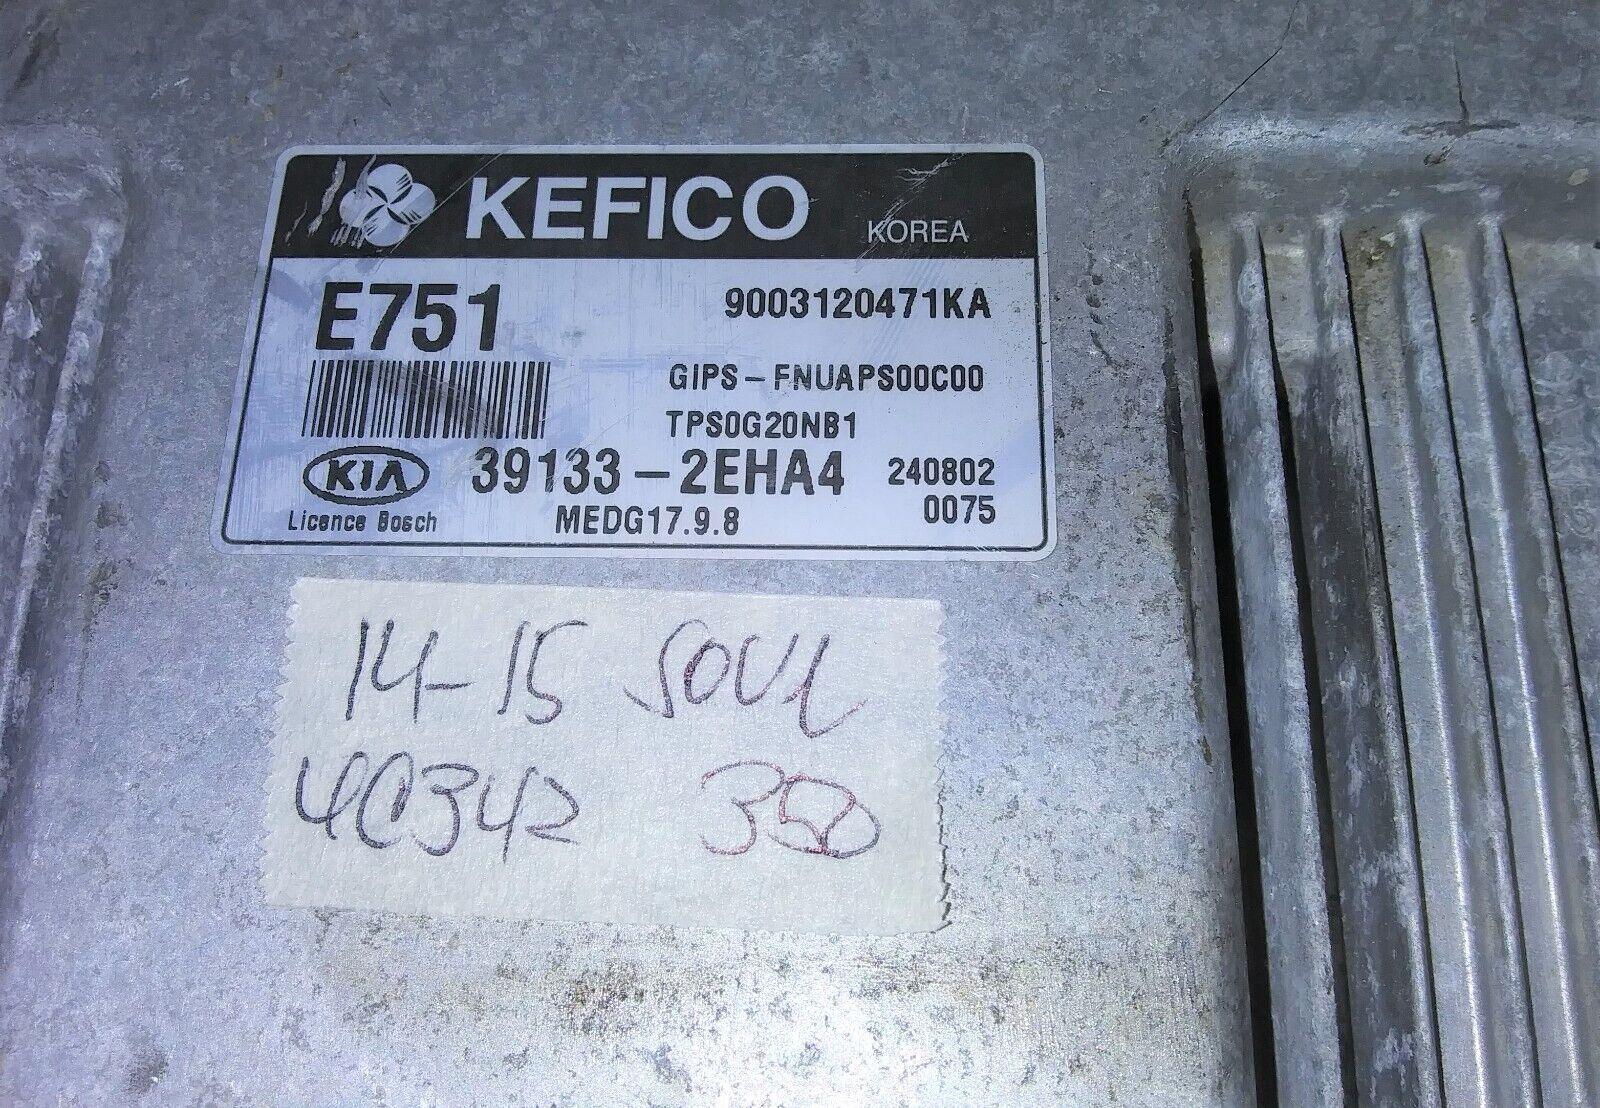 KEFICO KOREA
E751 9003120471KA
GIPS-FNUAPS00C00
TPS0G20NB1
KIA 39133-2EHA4 240802
Licence Bosch MEDG17.9.8 0075
14-15 SOUL
40342 350